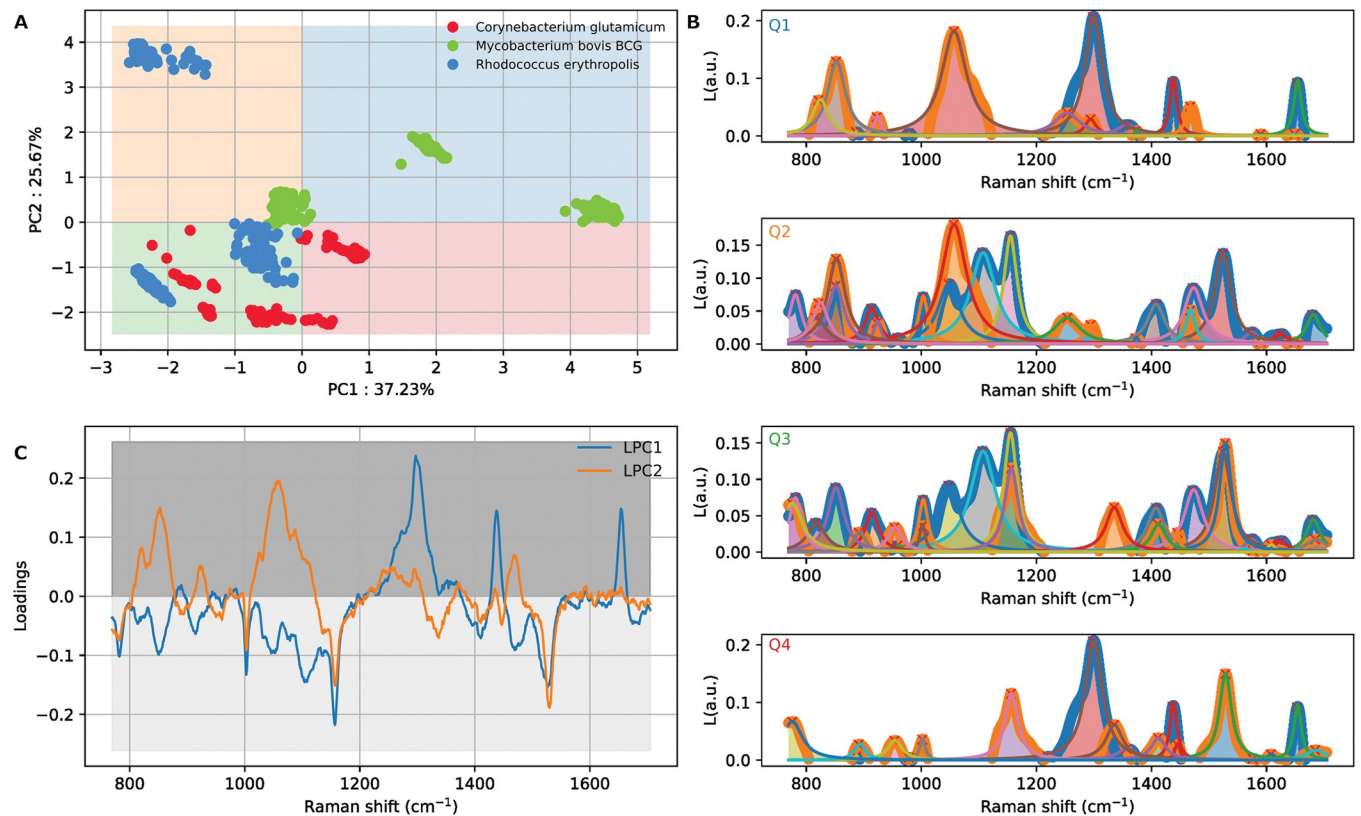 A
Corynebacterium glutamicum
Mycobacterium bovis BCG
Rhodococcus erythropolis
4
3
2
1
0
−1
−2
PC2 : 25.67%
−3 −2 −1 0 1 2 3 4 5
PC1 : 37.23%
B
Q1
0.2
0.1
0.0
L(a.u.)
800 1000 1200 1400 1600
Raman shift (cm⁻¹)
Q2
0.15
0.10
0.05
0.00
L(a.u.)
800 1000 1200 1400 1600
Raman shift (cm⁻¹)
Q3
0.15
0.10
0.05
0.00
L(a.u.)
800 1000 1200 1400 1600
Raman shift (cm⁻¹)
Q4
0.2
0.1
0.0
L(a.u.)
800 1000 1200 1400 1600
Raman shift (cm⁻¹)
C
LPC1
LPC2
0.2
0.1
0.0
−0.1
−0.2
Loadings
800 1000 1200 1400 1600
Raman shift (cm⁻¹)